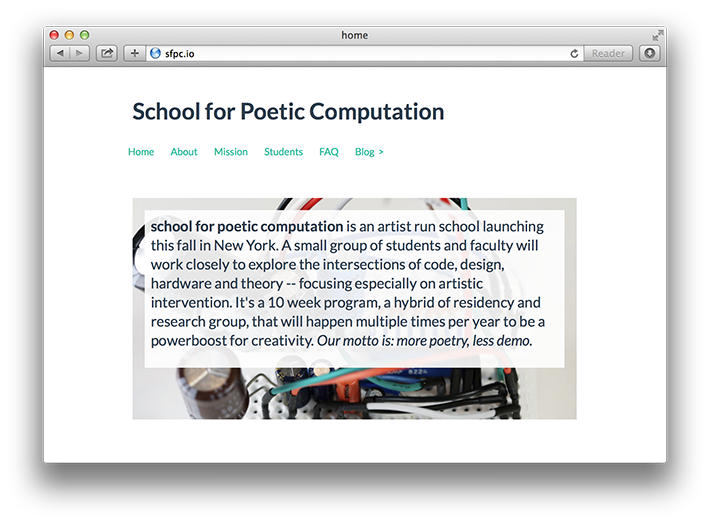 home
sfpc.io
Reader
School for Poetic Computation
Home About Mission Students FAQ Blog >
school for poetic computation is an artist run school launching
this fall in New York. A small group of students and faculty will
work closely to explore the intersections of code, design,
hardware and theory -- focusing especially on artistic
intervention. It's a 10 week program, a hybrid of residency and
research group, that will happen multiple times per year to be a
powerboost for creativity. Our motto is: more poetry, less demo.